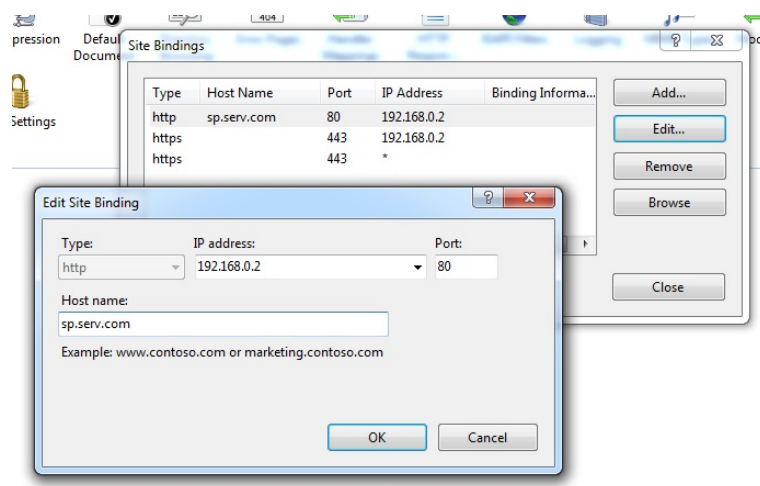 404
pression
Defaul
Docume
Settings
Site Bindings
Type Host Name Port IP Address Binding Informa...
http sp.serv.com 80 192.168.0.2
https 443 192.168.0.2
https 443 *
Add...
Edit...
Remove
Browse
Close
Edit Site Binding
Type: IP address: Port:
http 192.168.0.2 80
Host name:
sp.serv.com
Example: www.contoso.com or marketing.contoso.com
OK Cancel